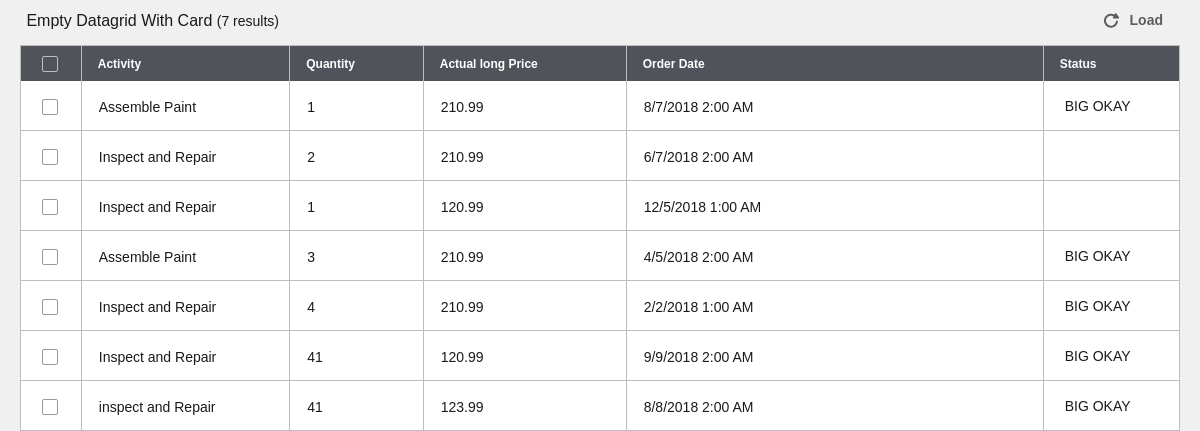 Empty Datagrid With Card (7 results)
Load
Activity Quantity Actual long Price Order Date Status
Assemble Paint 1 210.99 8/7/2018 2:00 AM BIG OKAY
Inspect and Repair 2 210.99 6/7/2018 2:00 AM
Inspect and Repair 1 120.99 12/5/2018 1:00 AM
Assemble Paint 3 210.99 4/5/2018 2:00 AM BIG OKAY
Inspect and Repair 4 210.99 2/2/2018 1:00 AM BIG OKAY
Inspect and Repair 41 120.99 9/9/2018 2:00 AM BIG OKAY
inspect and Repair 41 123.99 8/8/2018 2:00 AM BIG OKAY